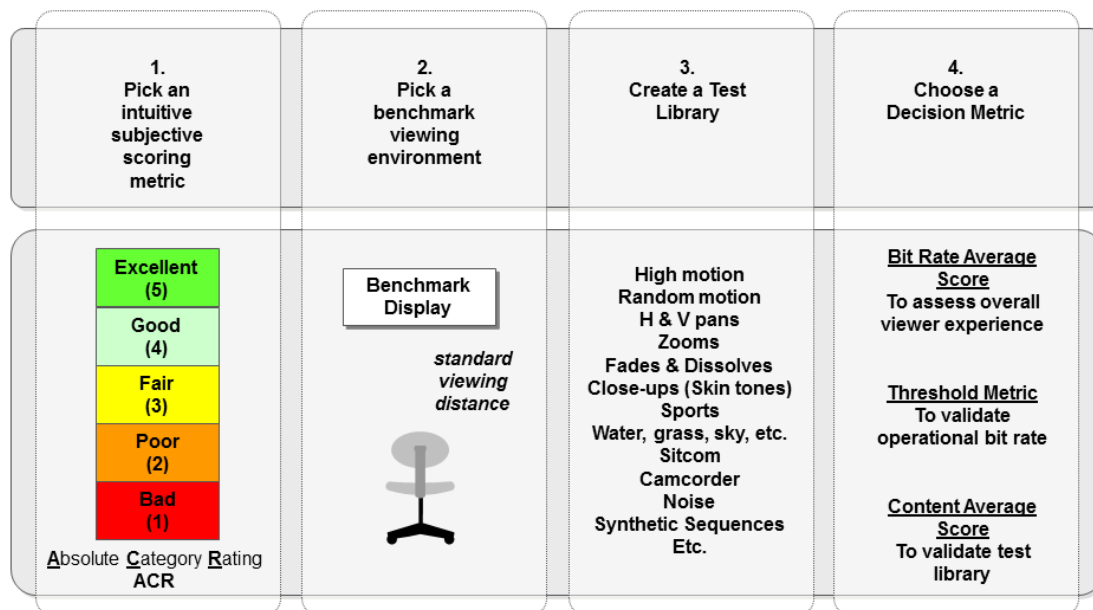 1.
Pick an
intuitive
subjective
scoring
metric
2.
Pick a
benchmark
viewing
environment
3.
Create a Test
Library
4.
Choose a
Decision Metric
Excellent
(5)
Good
(4)
Fair
(3)
Poor
(2)
Bad
(1)
Absolute Category Rating
ACR
Benchmark
Display
standard
viewing
distance
High motion
Random motion
H & V pans
Zooms
Fades & Dissolves
Close-ups (Skin tones)
Sports
Water, grass, sky, etc.
Sitcom
Camcorder
Noise
Synthetic Sequences
Etc.
Bit Rate Average
Score
To assess overall
viewer experience
Threshold Metric
To validate
operational bit rate
Content Average
Score
To validate test
library